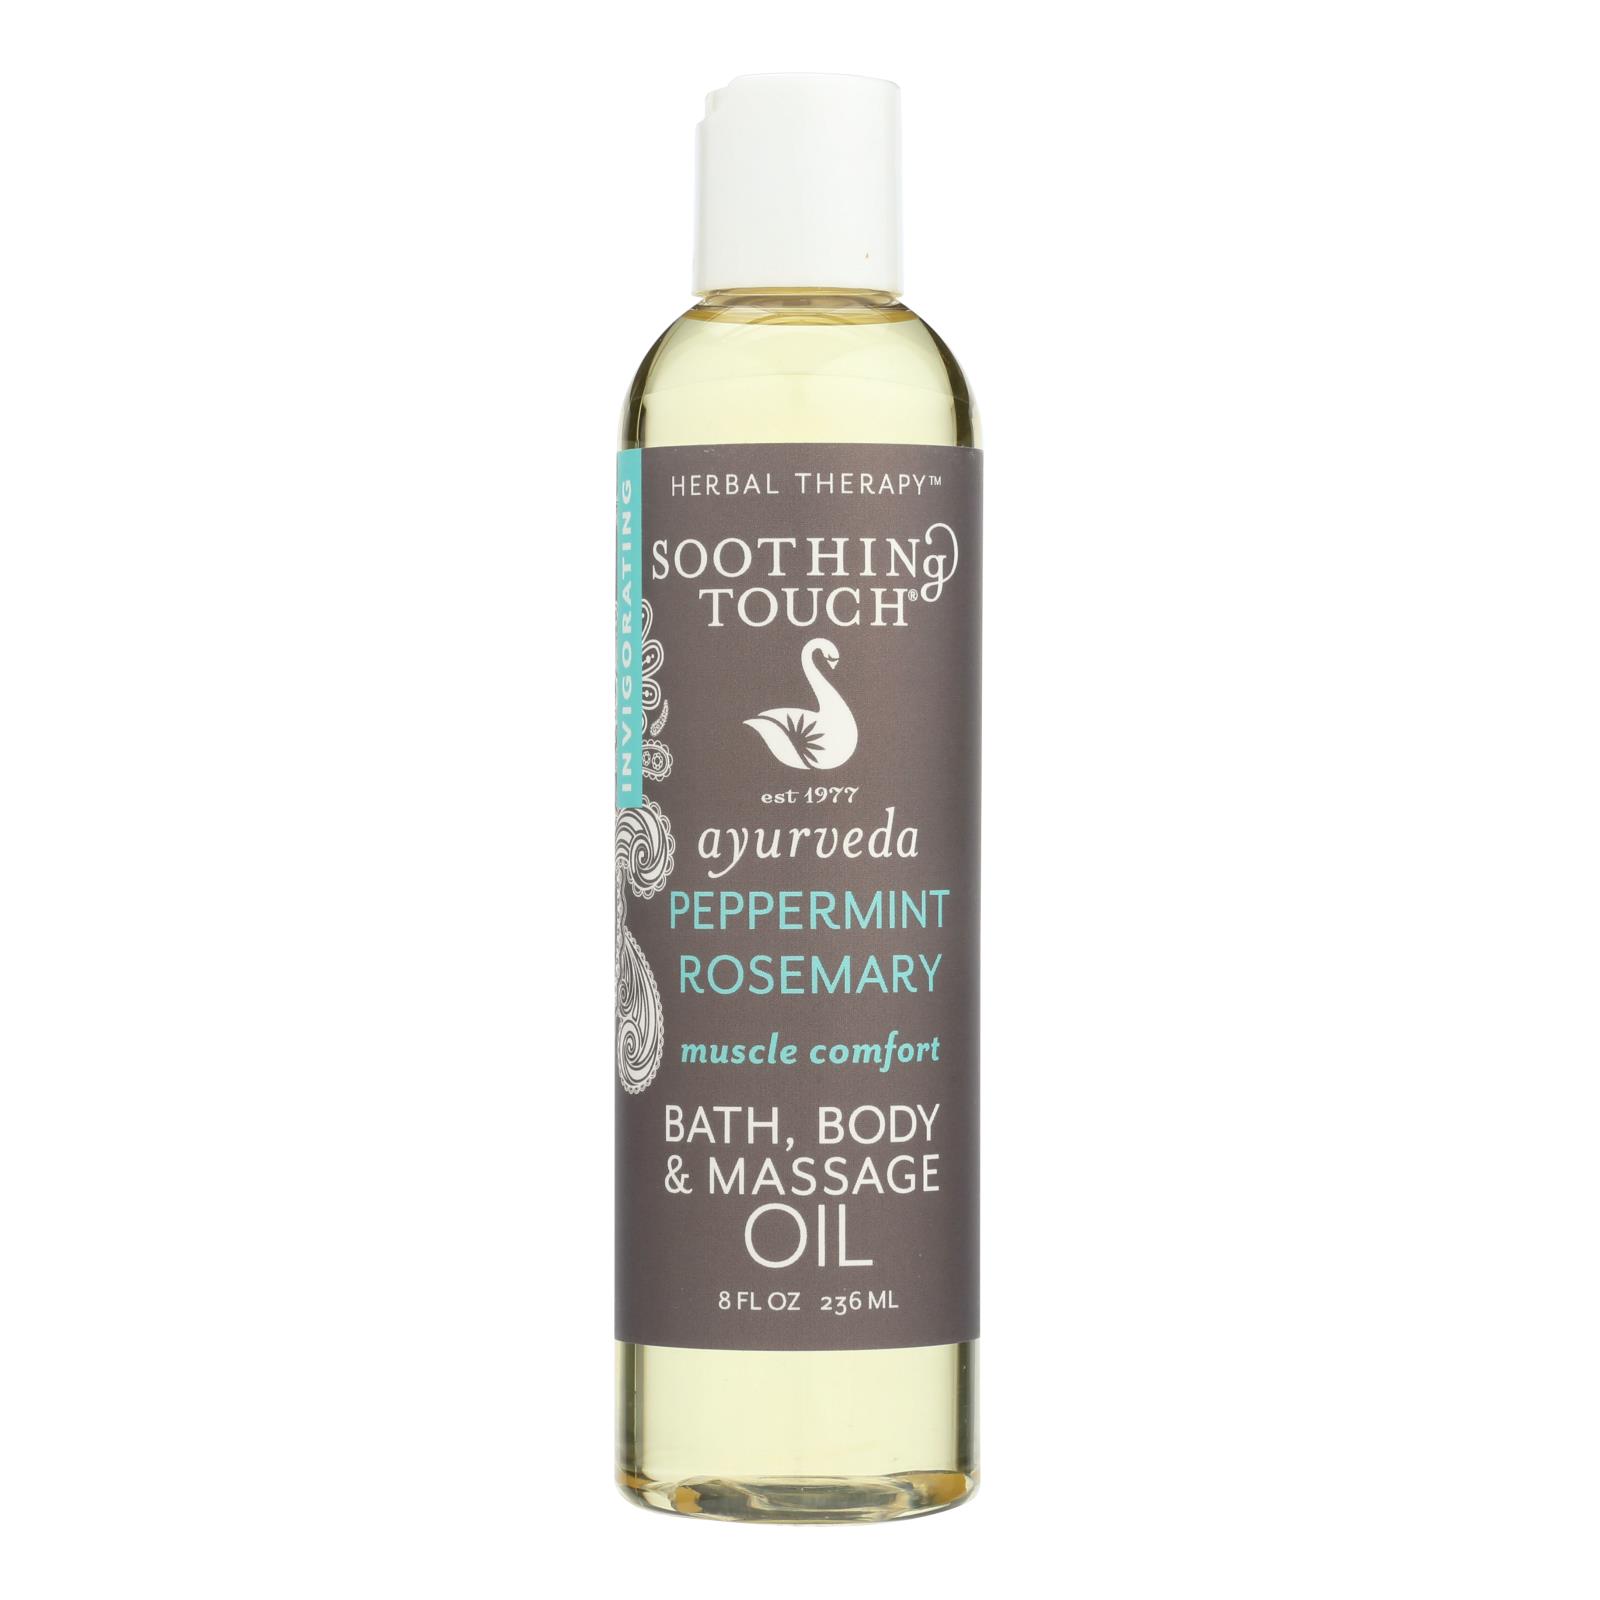 HERBAL THERAPY™
SOOTHING
TOUCH®
est 1977
ayurveda
PEPPERMINT
ROSEMARY
muscle comfort
BATH, BODY
& MASSAGE
OIL
8 FL OZ 236 ML
INVIGORATING